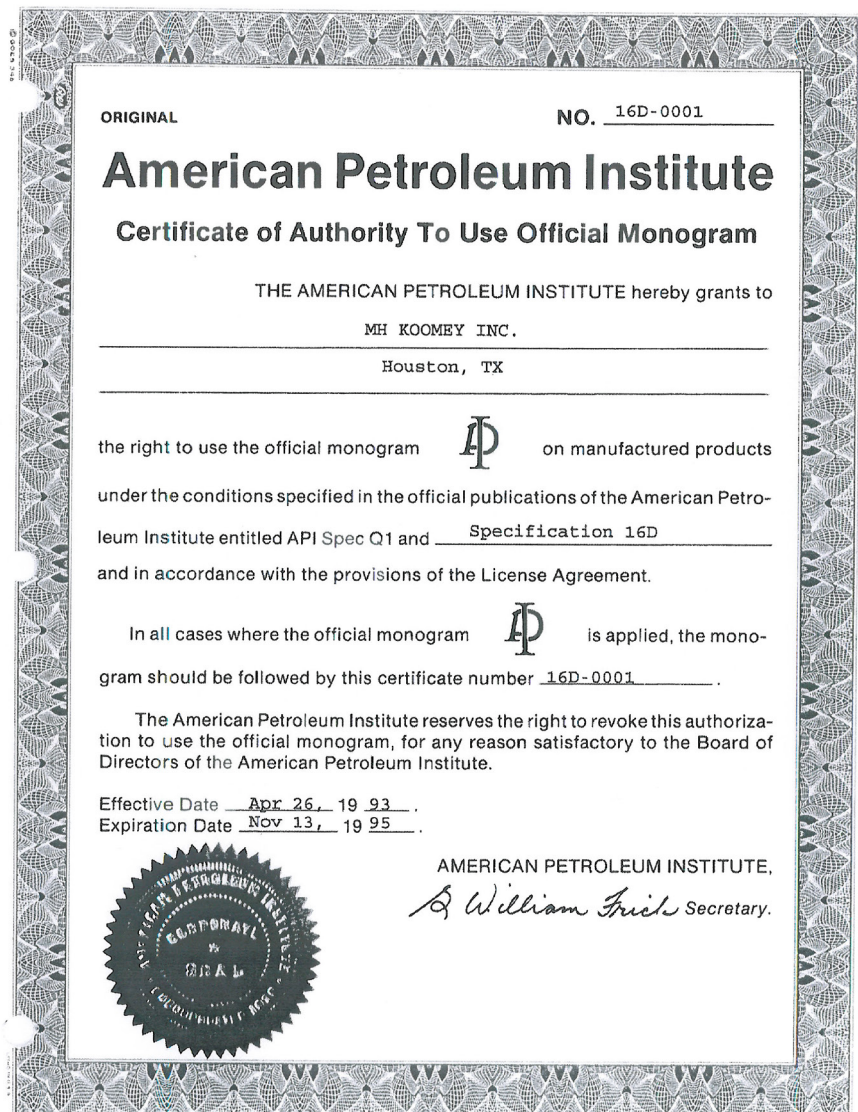 ORIGINAL
NO. 16D-0001
American Petroleum Institute
Certificate of Authority To Use Official Monogram
THE AMERICAN PETROLEUM INSTITUTE hereby grants to
MH KOOMEY INC.
Houston, TX
the right to use the official monogram API on manufactured products
under the conditions specified in the official publications of the American Petro-
leum Institute entitled API Spec Q1 and Specification 16D
and in accordance with the provisions of the License Agreement.
In all cases where the official monogram API is applied, the mono-
gram should be followed by this certificate number 16D-0001.
The American Petroleum Institute reserves the right to revoke this authoriza-
tion to use the official monogram, for any reason satisfactory to the Board of
Directors of the American Petroleum Institute.
Effective Date Apr 26, 19 93.
Expiration Date Nov 13, 19 95.
AMERICAN PETROLEUM INSTITUTE,
William Frick Secretary.
PETROLEUM INSTITUTE
SEAL